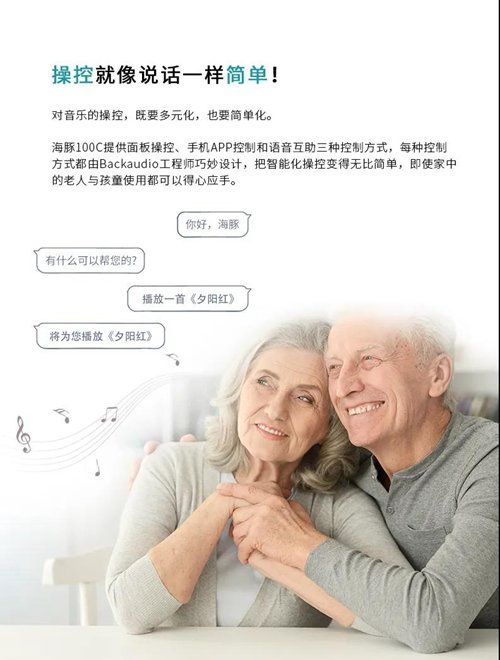 操控就像说话一样简单！
对音乐的操控，既要多元化，也要简单化。
海豚100C提供面板操控、手机APP控制和语音互助三种控制方式，每种控制
方式都由Backaudio工程师巧妙设计，把智能化操控变得无比简单，即使家中
的老人与孩童使用都可以得心应手。
你好，海豚
有什么可以帮您的?
播放一首《夕阳红》
将为您播放《夕阳红》